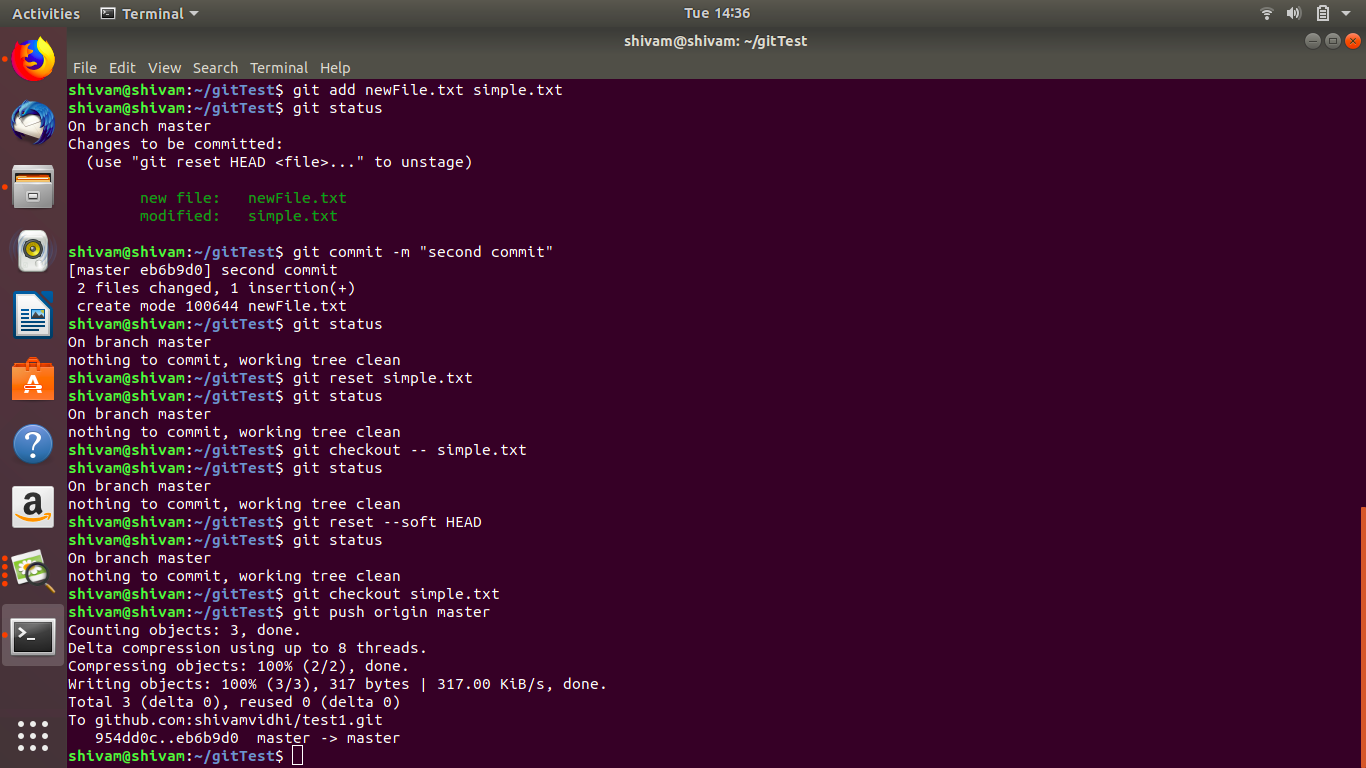 Activities Terminal Tue 14:36
shivam@shivam: ~/gitTest
File Edit View Search Terminal Help
shivam@shivam:~/gitTest$ git add newFile.txt simple.txt
shivam@shivam:~/gitTest$ git status
On branch master
Changes to be committed:
  (use "git reset HEAD <file>..." to unstage)
        new file:   newFile.txt
        modified:   simple.txt
shivam@shivam:~/gitTest$ git commit -m "second commit"
[master eb6b9d0] second commit
 2 files changed, 1 insertion(+)
 create mode 100644 newFile.txt
shivam@shivam:~/gitTest$ git status
On branch master
nothing to commit, working tree clean
shivam@shivam:~/gitTest$ git reset simple.txt
shivam@shivam:~/gitTest$ git status
On branch master
nothing to commit, working tree clean
shivam@shivam:~/gitTest$ git checkout -- simple.txt
shivam@shivam:~/gitTest$ git status
On branch master
nothing to commit, working tree clean
shivam@shivam:~/gitTest$ git reset --soft HEAD
shivam@shivam:~/gitTest$ git status
On branch master
nothing to commit, working tree clean
shivam@shivam:~/gitTest$ git checkout simple.txt
shivam@shivam:~/gitTest$ git push origin master
Counting objects: 3, done.
Delta compression using up to 8 threads.
Compressing objects: 100% (2/2), done.
Writing objects: 100% (3/3), 317 bytes | 317.00 KiB/s, done.
Total 3 (delta 0), reused 0 (delta 0)
To github.com:shivamvidhi/test1.git
   954dd0c..eb6b9d0  master -> master
shivam@shivam:~/gitTest$